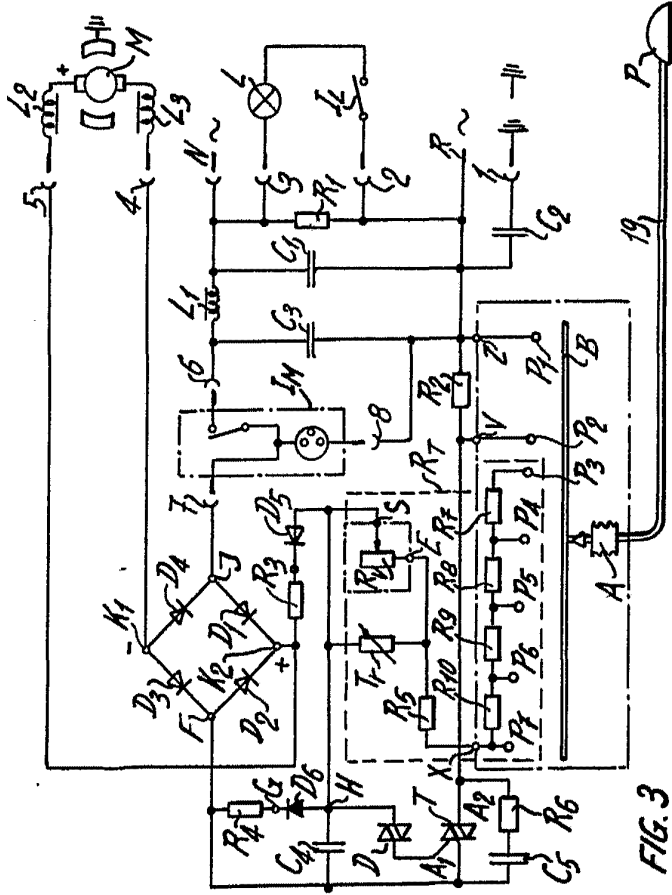 L2
+
M
L3
5
4
N ~
L
IL
3
2
R1
R ~
1
C1
C2
L1
C3
6
IM
8
7
K1
-
D4
J
D3
D1
K2
+
F
D2
D5
R3
R4
G
D6
H
C4
D
A1
T
A2
R6
C5
S
RV
E
Tr
R5
X
RT
R2
V
Z
R7
R8
R9
R10
P1
P2
P3
P4
P5
P6
P7
B
A
19
P
FIG. 3